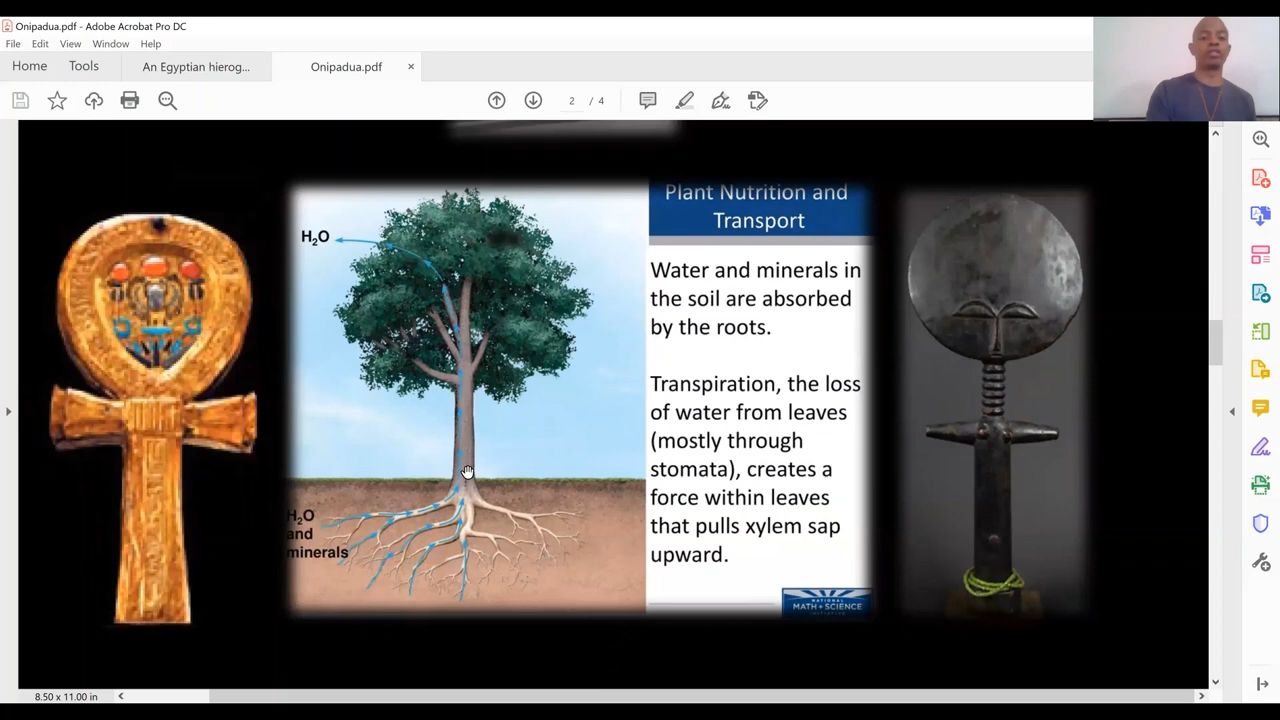 Onipadua.pdf - Adobe Acrobat Pro DC
File Edit View Window Help
Home Tools An Egyptian hierog... Onipadua.pdf ×
2 / 4
Plant Nutrition and
Transport
H₂O
Water and minerals in
the soil are absorbed
by the roots.
Transpiration, the loss
of water from leaves
(mostly through
stomata), creates a
force within leaves
that pulls xylem sap
upward.
H₂O
and
minerals
NATIONAL
MATH + SCIENCE
INITIATIVE
8.50 x 11.00 in